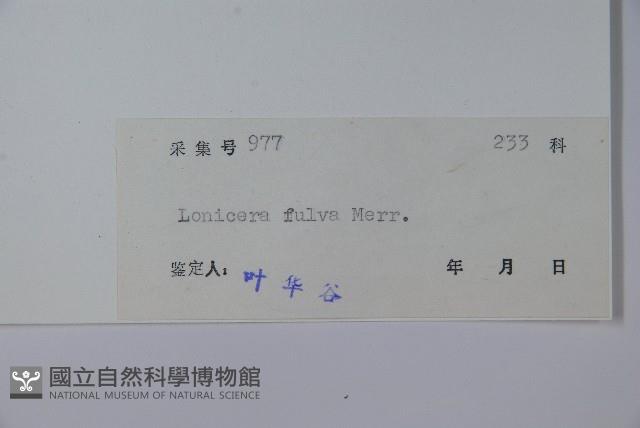 采集号 977 233 科
Lonicera fulva Merr.
鉴定人: 叶华谷 年 月 日
國立自然科學博物館
NATIONAL MUSEUM OF NATURAL SCIENCE